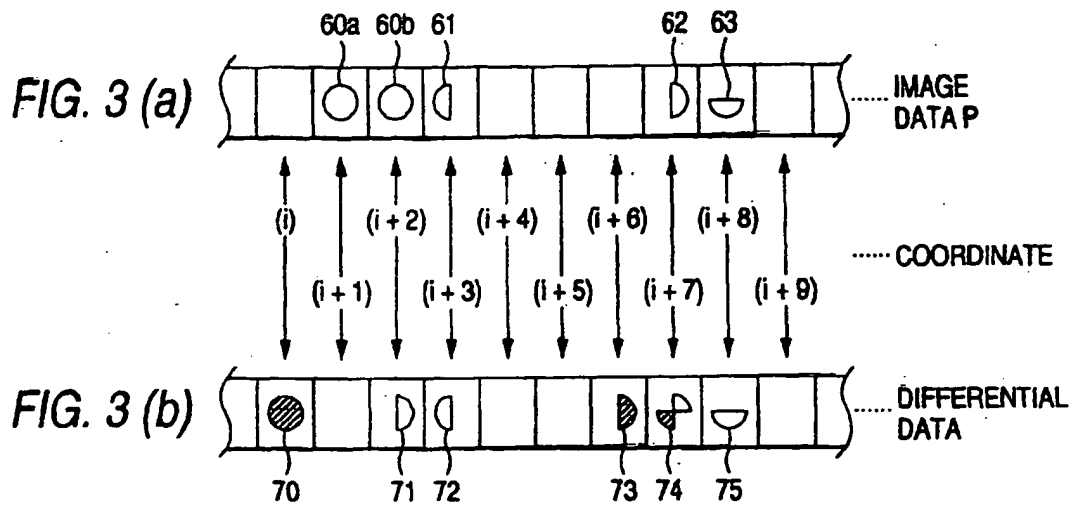 60a 60b 61 62 63
FIG. 3 (a)
IMAGE
DATA P
(i) (i + 2) (i + 4) (i + 6) (i + 8)
COORDINATE
(i + 1) (i + 3) (i + 5) (i + 7) (i + 9)
FIG. 3 (b)
DIFFERENTIAL
DATA
70 71 72 73 74 75